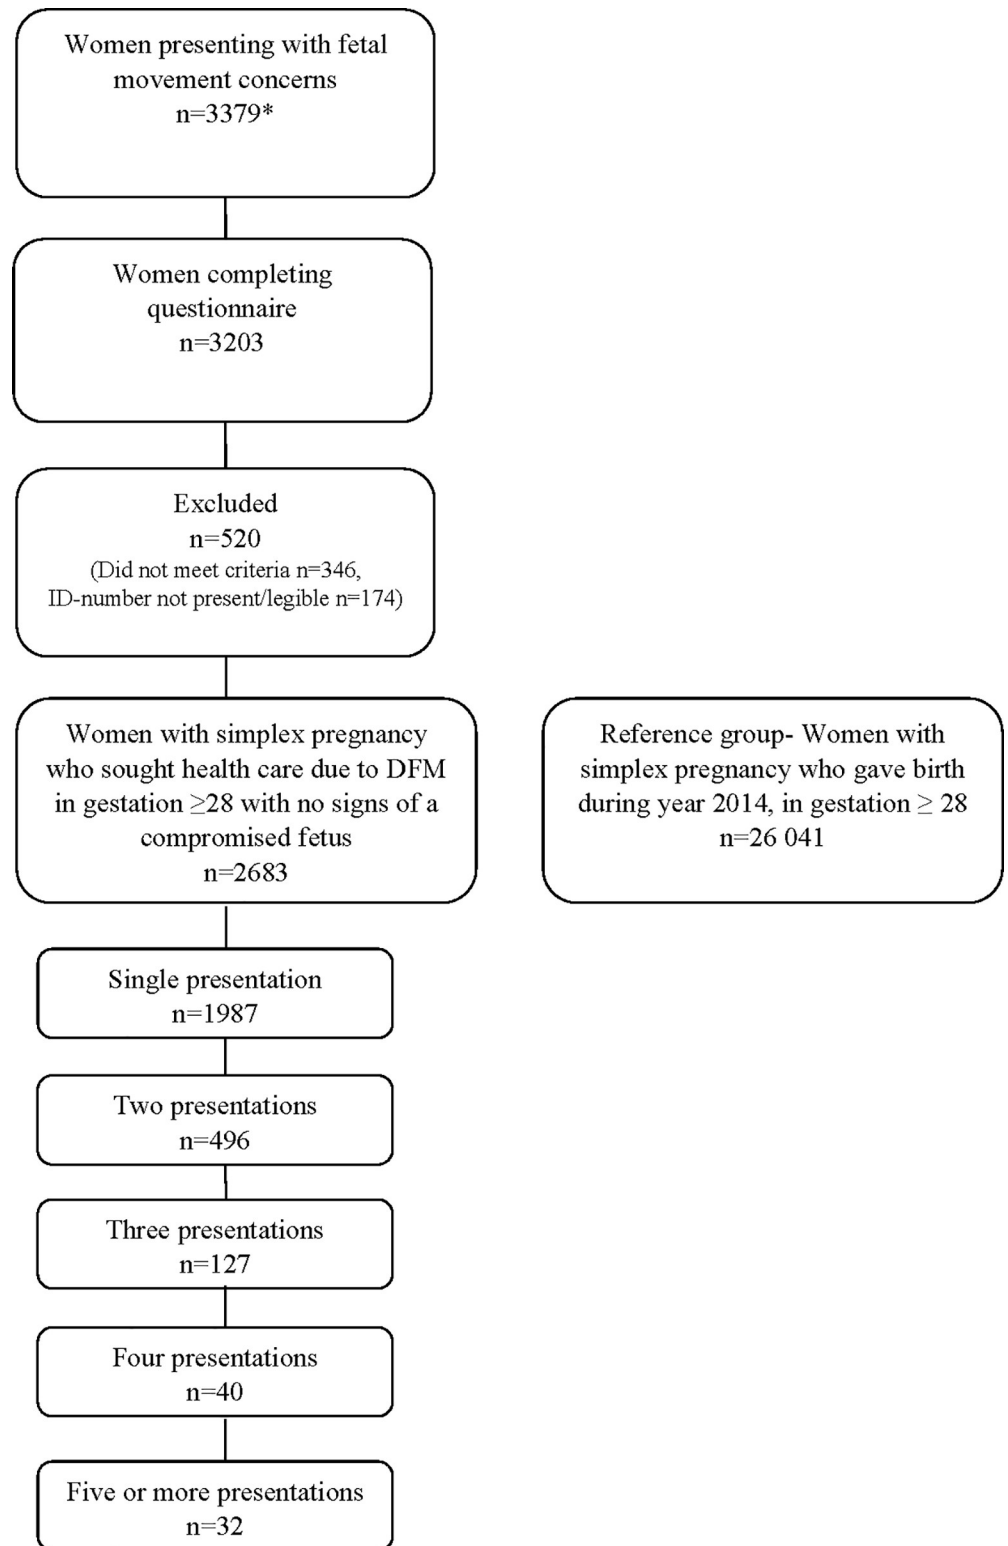 Women presenting with fetal
movement concerns
n=3379*
Women completing
questionnaire
n=3203
Excluded
n=520
(Did not meet criteria n=346,
ID-number not present/legible n=174)
Women with simplex pregnancy
who sought health care due to DFM
in gestation ≥28 with no signs of a
compromised fetus
n=2683
Reference group- Women with
simplex pregnancy who gave birth
during year 2014, in gestation ≥ 28
n=26 041
Single presentation
n=1987
Two presentations
n=496
Three presentations
n=127
Four presentations
n=40
Five or more presentations
n=32